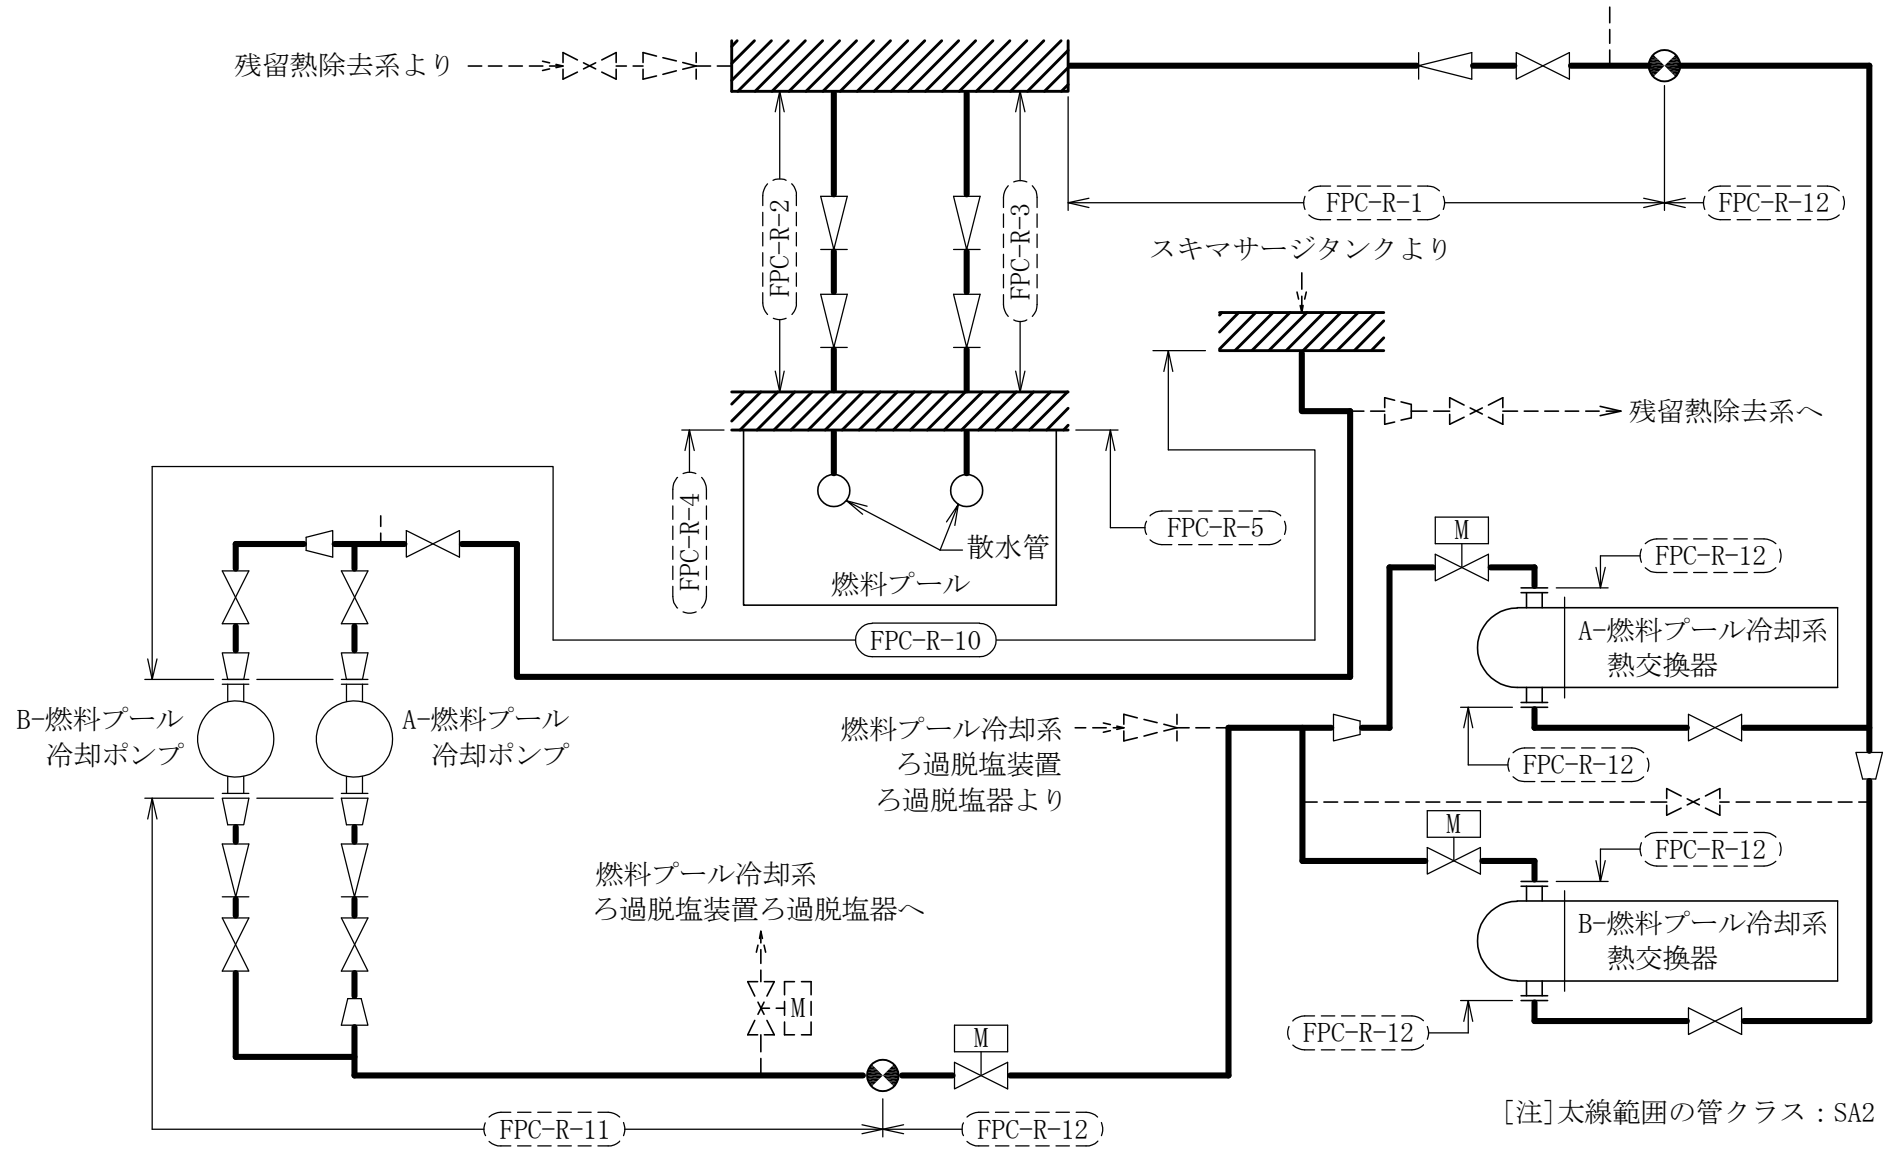 残留熱除去系より
FPC-R-2
FPC-R-3
FPC-R-1
FPC-R-12
スキマサージタンクより
残留熱除去系へ
FPC-R-4
FPC-R-5
散水管
燃料プール
M
FPC-R-12
FPC-R-10
A-燃料プール冷却系
熱交換器
B-燃料プール
冷却ポンプ
A-燃料プール
冷却ポンプ
燃料プール冷却系
ろ過脱塩装置
ろ過脱塩器より
FPC-R-12
M
FPC-R-12
燃料プール冷却系
ろ過脱塩装置ろ過脱塩器へ
B-燃料プール冷却系
熱交換器
M
M
FPC-R-12
FPC-R-11
FPC-R-12
[注]太線範囲の管クラス：SA2